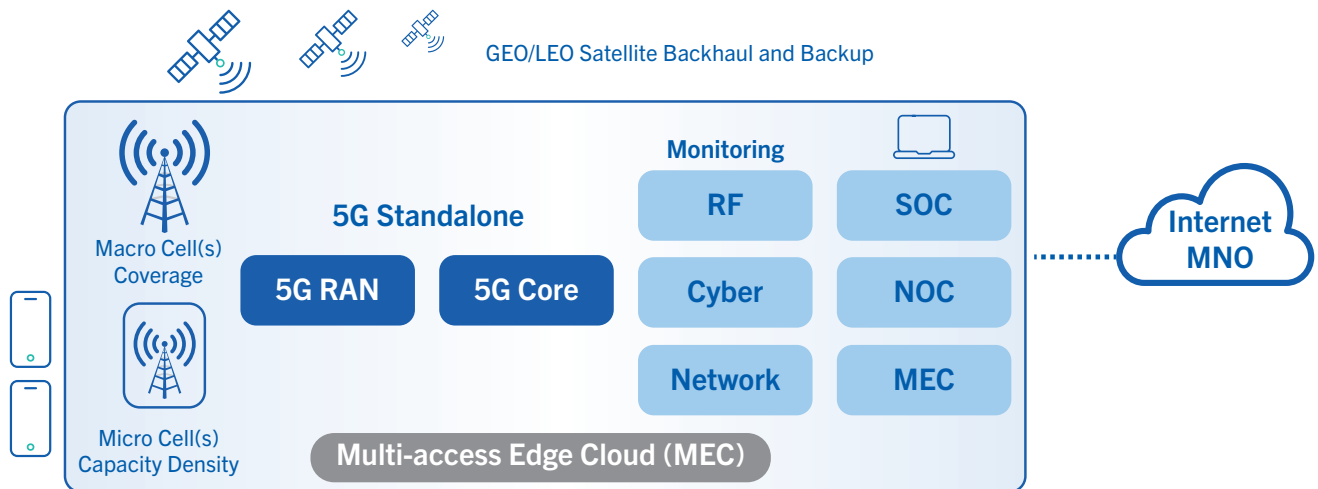 GEO/LEO Satellite Backhaul and Backup
Macro Cell(s)
Coverage
Micro Cell(s)
Capacity Density
5G Standalone
5G RAN
5G Core
Monitoring
RF
SOC
Cyber
NOC
Network
MEC
Multi-access Edge Cloud (MEC)
Internet
MNO